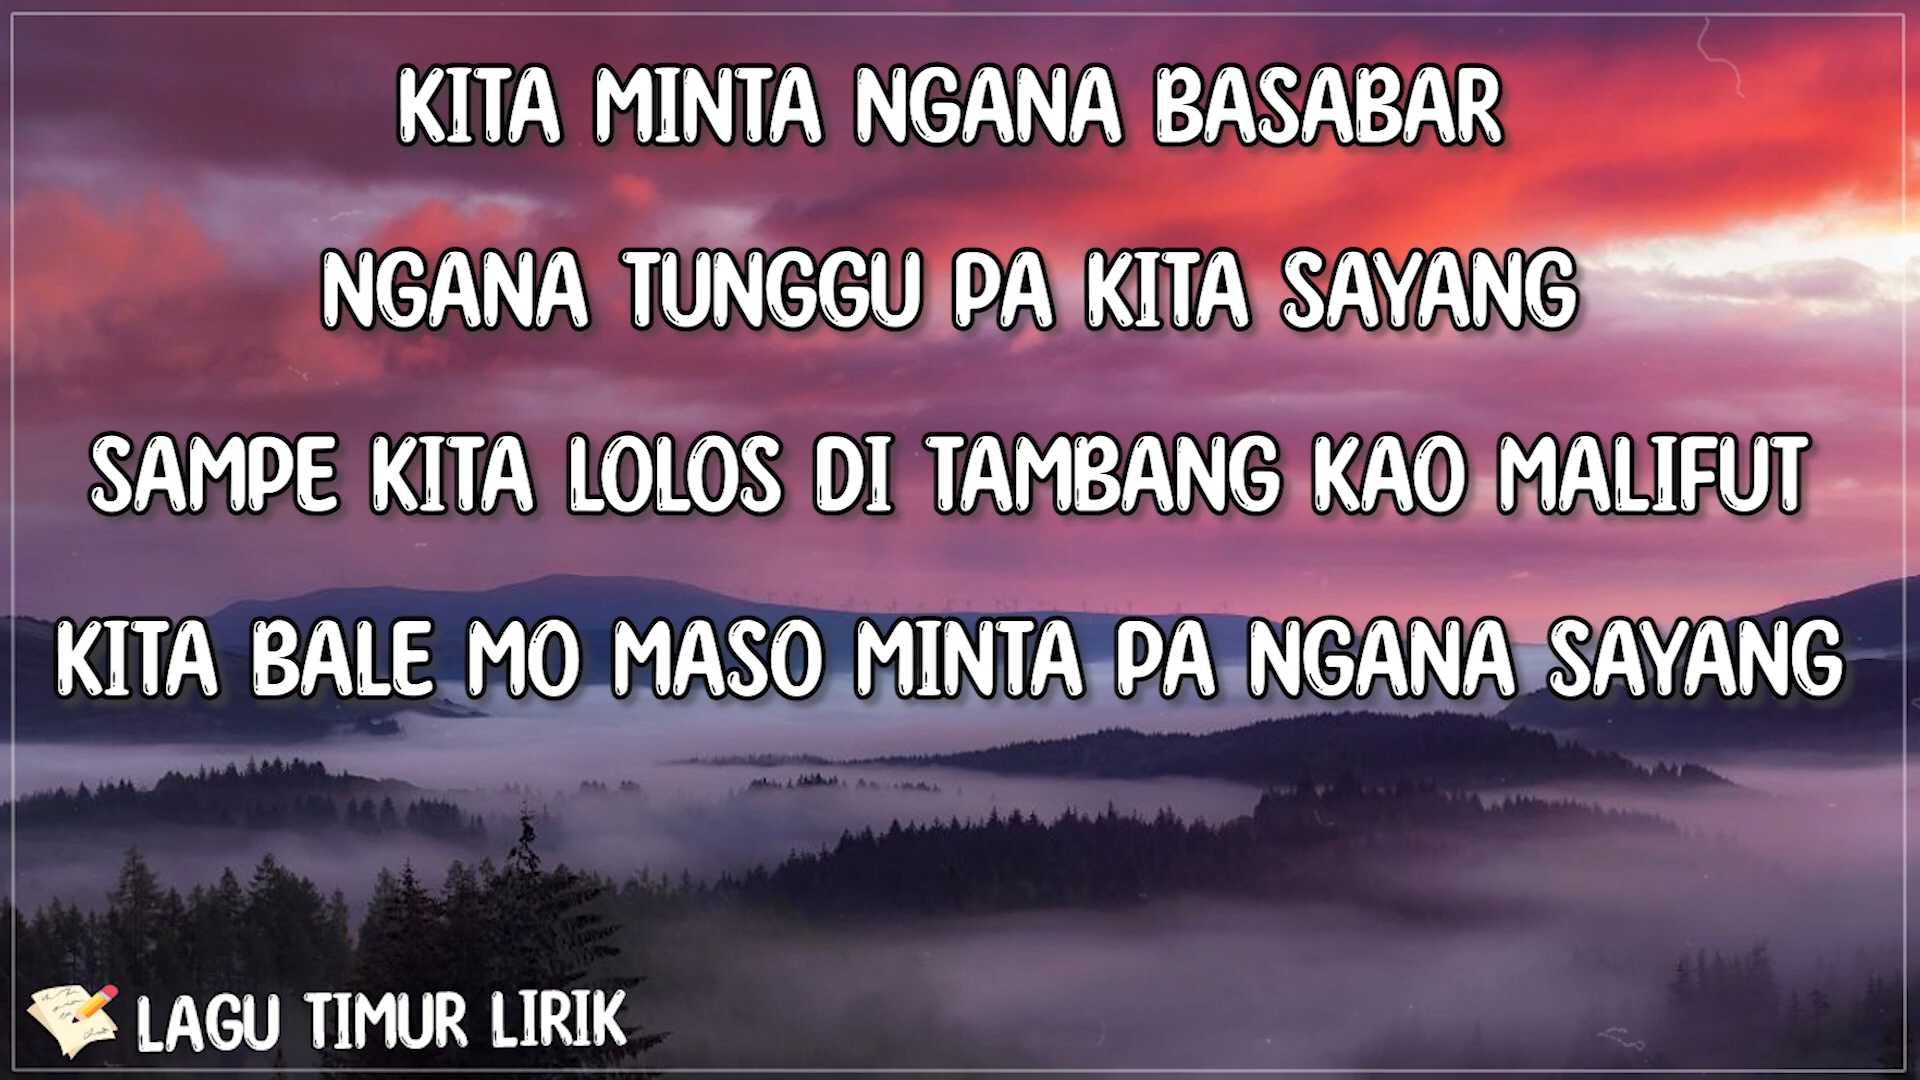 KITA MINTA NGANA BASABAR
NGANA TUNGGU PA KITA SAYANG
SAMPE KITA LOLOS DI TAMBANG KAO MALIFUT
KITA BALE MO MASO MINTA PA NGANA SAYANG
LAGU TIMUR LIRIK